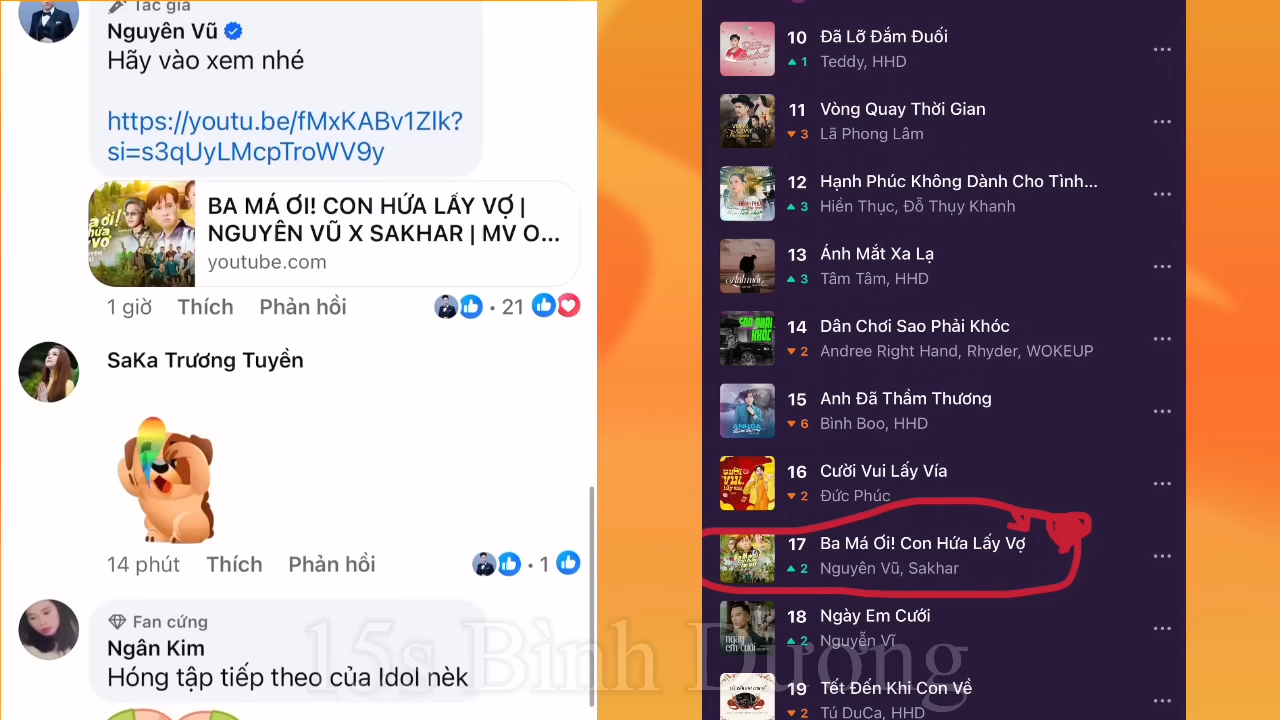 Tác giả
Nguyên Vũ
Hãy vào xem nhé
https://youtu.be/fMxKABv1Zlk?
si=s3qUyLMcpTroWV9y
BA MÁ ƠI! CON HỨA LẤY VỢ |
NGUYÊN VŨ X SAKHAR | MV O...
youtube.com
1 giờ Thích Phản hồi · 21
SaKa Trương Tuyền
14 phút Thích Phản hồi · 1
Fan cứng
Ngân Kim
Hóng tập tiếp theo của Idol nèk
10 Đã Lỡ Đắm Đuối
1 Teddy, HHD
11 Vòng Quay Thời Gian
3 Lã Phong Lâm
12 Hạnh Phúc Không Dành Cho Tình...
3 Hiền Thục, Đỗ Thụy Khanh
13 Ánh Mắt Xa Lạ
3 Tâm Tâm, HHD
14 Dân Chơi Sao Phải Khóc
2 Andree Right Hand, Rhyder, WOKEUP
SAO PHẢI
KHÓC
15 Anh Đã Thầm Thương
6 Bình Boo, HHD
16 Cười Vui Lấy Vía
2 Đức Phúc
17 Ba Má Ơi! Con Hứa Lấy Vợ
2 Nguyên Vũ, Sakhar
18 Ngày Em Cưới
2 Nguyễn Vĩ
19 Tết Đến Khi Con Về
2 Tú DuCa, HHD
15s Bình Dương